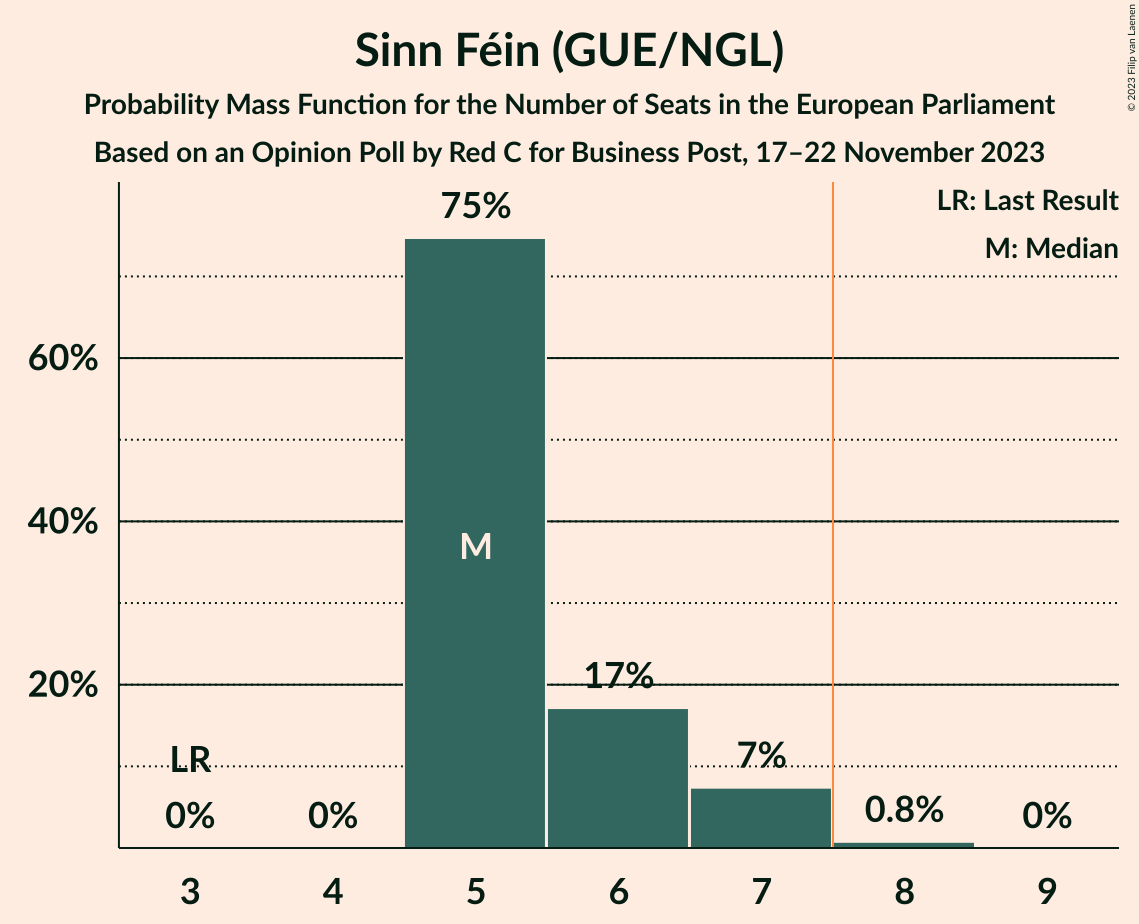 Sinn Féin (GUE/NGL)
Probability Mass Function for the Number of Seats in the European Parliament
Based on an Opinion Poll by Red C for Business Post, 17–22 November 2023
© 2023 Filip van Laenen
LR: Last Result
M: Median
75%
60%
40%
M
20%
17%
LR
7%
0%
0%
0.8%
0%
3
4
5
6
7
8
9